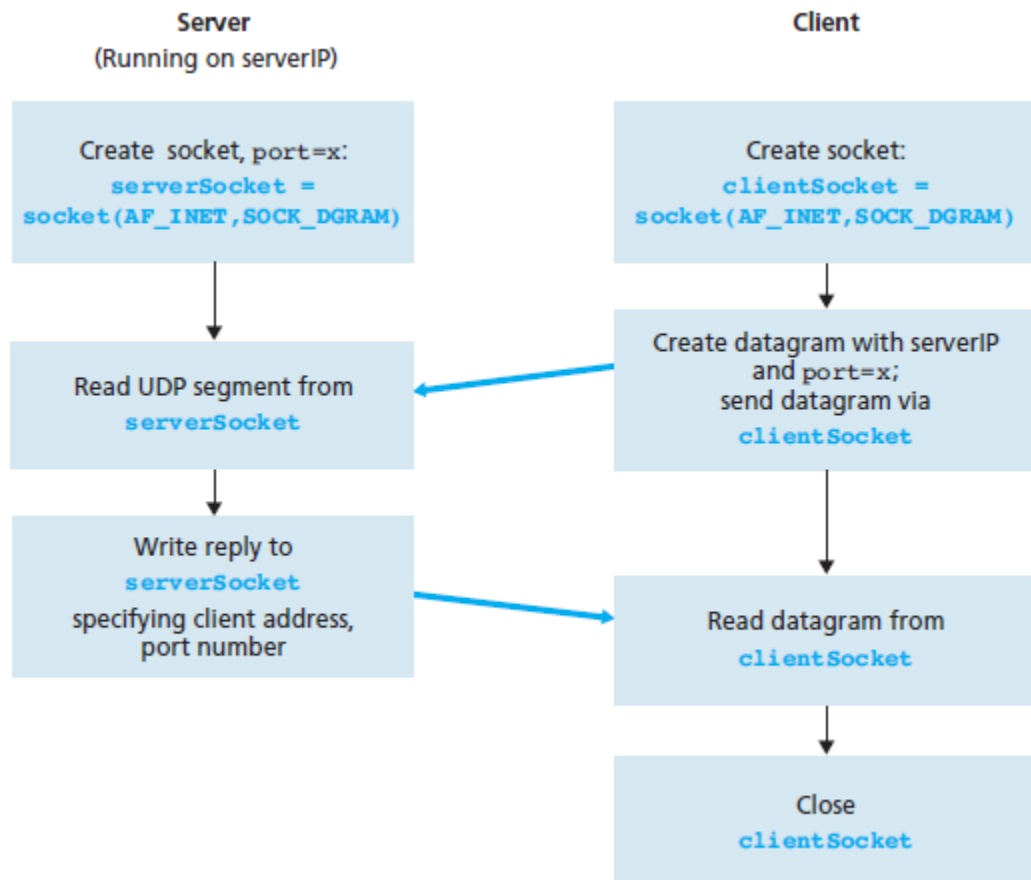 Server
(Running on serverIP)
Create socket, port=x:
serverSocket =
socket(AF_INET,SOCK_DGRAM)
Read UDP segment from
serverSocket
Write reply to
serverSocket
specifying client address,
port number
Client
Create socket:
clientSocket =
socket(AF_INET,SOCK_DGRAM)
Create datagram with serverIP
and port=x;
send datagram via
clientSocket
Read datagram from
clientSocket
Close
clientSocket